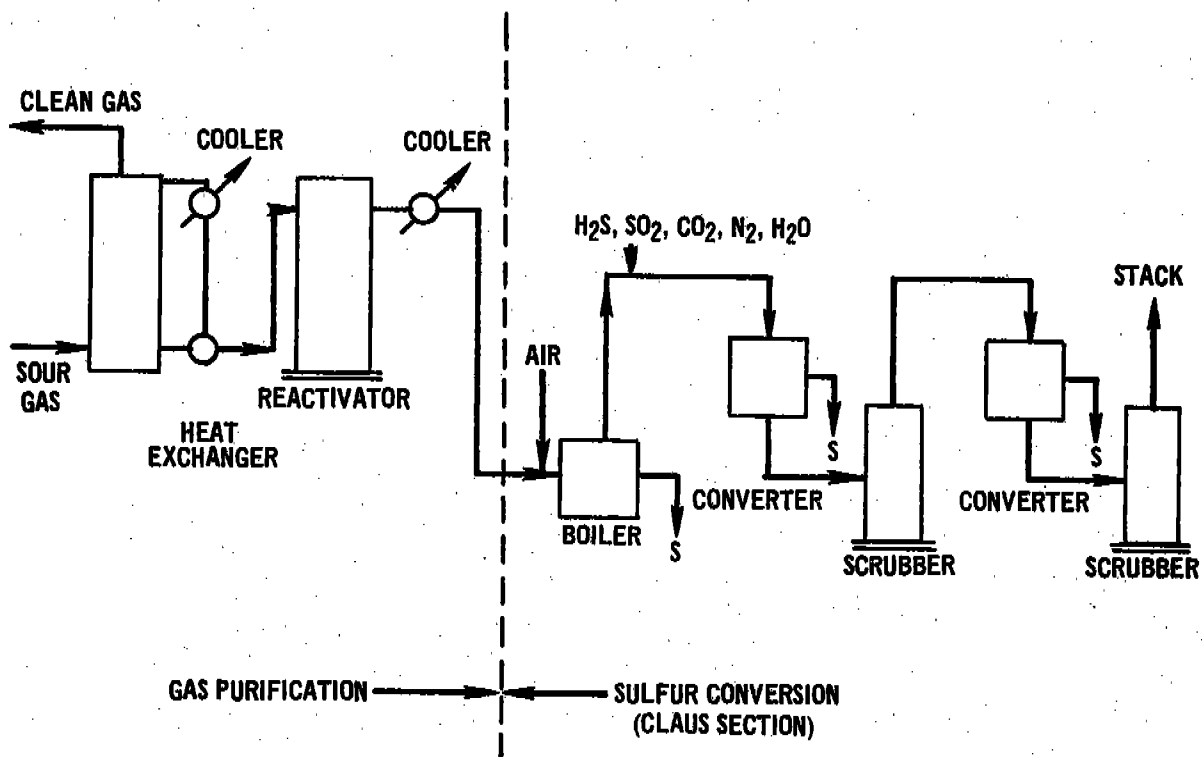 CLEAN GAS
COOLER
COOLER
H₂S, SO₂, CO₂, N₂, H₂O
STACK
AIR
SOUR
GAS
REACTIVATOR
HEAT
EXCHANGER
S
CONVERTER
S
CONVERTER
BOILER
S
SCRUBBER
SCRUBBER
GAS PURIFICATION
SULFUR CONVERSION
(CLAUS SECTION)